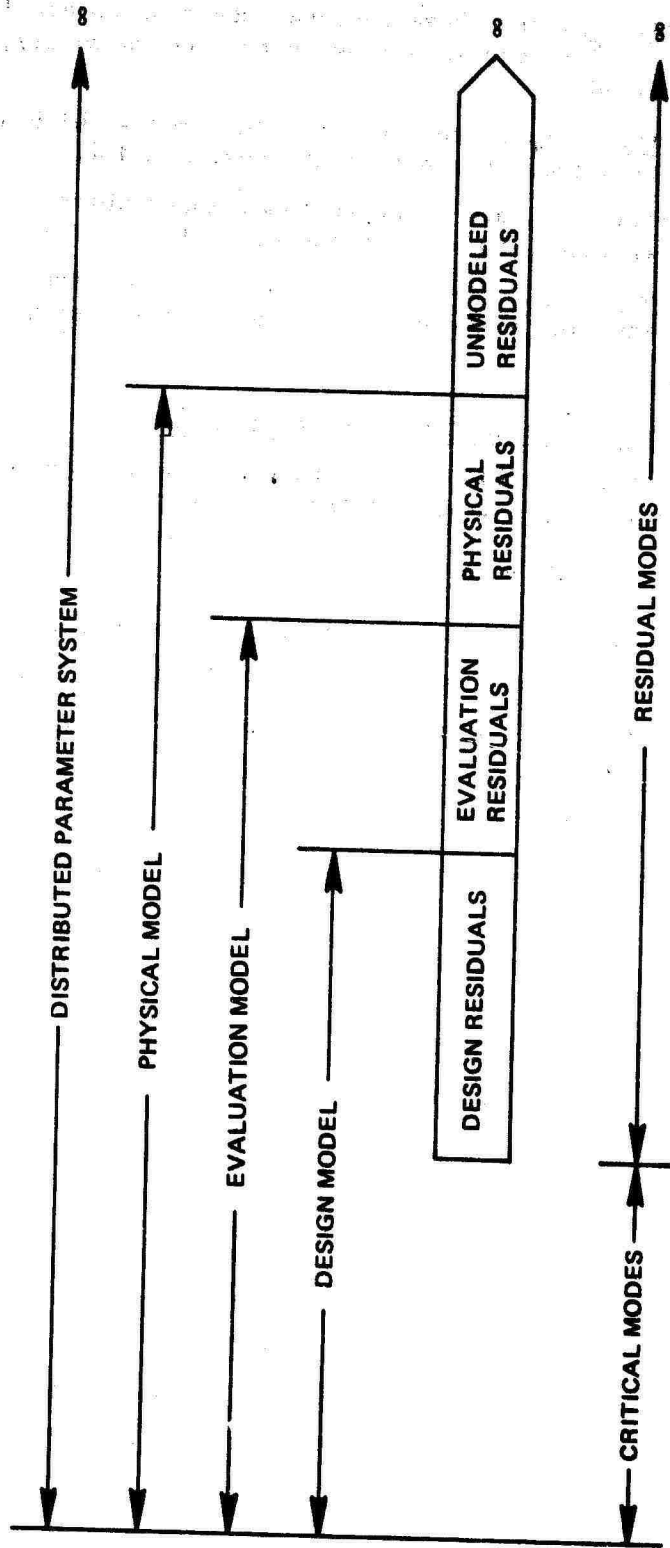 DISTRIBUTED PARAMETER SYSTEM
∞
PHYSICAL MODEL
EVALUATION MODEL
DESIGN MODEL
DESIGN RESIDUALS
EVALUATION
RESIDUALS
PHYSICAL
RESIDUALS
UNMODELED
RESIDUALS
∞
CRITICAL MODES
RESIDUAL MODES
∞